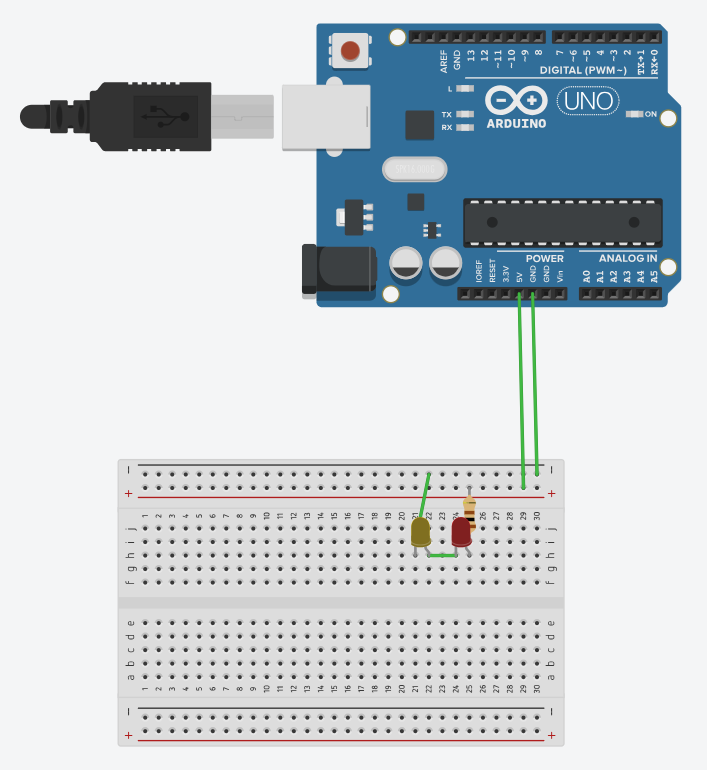 AREF
GND
13
12
~11
~10
~9
8
7
~6
~5
4
~3
2
TX→1
RX←0
DIGITAL (PWM~)
L
TX
RX
ARDUINO
UNO
ON
POWER
ANALOG IN
IOREF
RESET
3.3V
5V
GND
GND
Vin
A0
A1
A2
A3
A4
A5
− −
+ +
1 2 3 4 5 6 7 8 9 10 11 12 13 14 15 16 17 18 19 20 21 22 23 24 25 26 27 28 29 30
j j
i i
h h
g g
f f
e e
d d
c c
b b
a a
1 2 3 4 5 6 7 8 9 10 11 12 13 14 15 16 17 18 19 20 21 22 23 24 25 26 27 28 29 30
− −
+ +